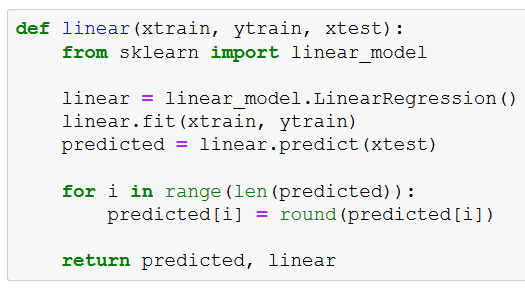 def linear(xtrain, ytrain, xtest):
    from sklearn import linear_model

    linear = linear_model.LinearRegression()
    linear.fit(xtrain, ytrain)
    predicted = linear.predict(xtest)

    for i in range(len(predicted)):
        predicted[i] = round(predicted[i])

    return predicted, linear